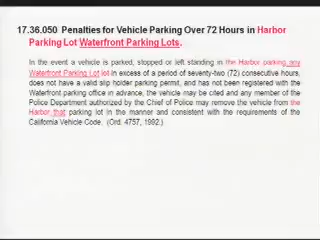 17.36.050 Penalties for Vehicle Parking Over 72 Hours in Harbor
Parking Lot Waterfront Parking Lots.
In the event a vehicle is parked, stopped or left standing in the Harbor parking any
Waterfront Parking Lot lot in excess of a period of seventy-two (72) consecutive hours,
does not have a valid slip holder parking permit, and has not been registered with the
Waterfront parking office in advance, the vehicle may be cited and any member of the
Police Department authorized by the Chief of Police may remove the vehicle from
the Harbor that parking lot in the manner and consistent with the requirements of the
California Vehicle Code. (Ord. 4757, 1992.)